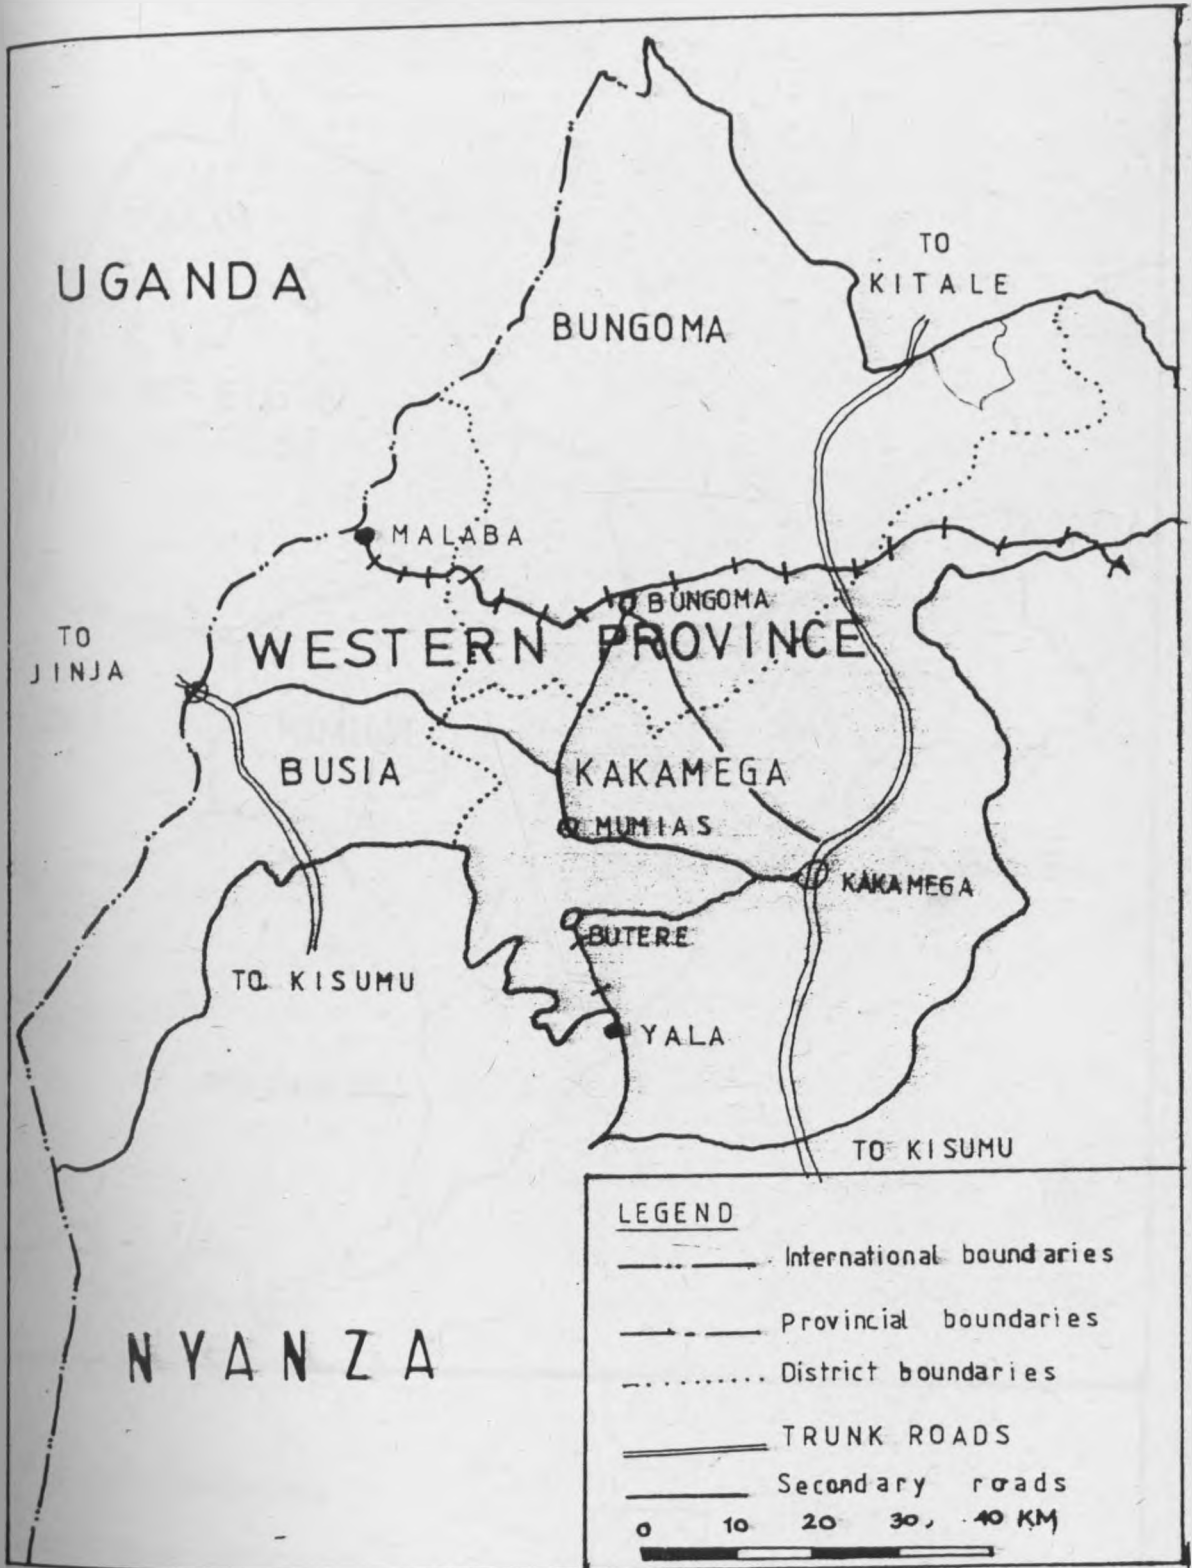 TO
KITALE
UGANDA
BUNGOMA
MALABA
BUNGOMA
TO
JINJA
WESTERN PROVINCE
BUSIA
KAKAMEGA
MUMIAS
KAKAMEGA
BUTERE
TO KISUMU
YALA
TO KISUMU
NYANZA
LEGEND
International boundaries
Provincial boundaries
District boundaries
TRUNK ROADS
Secondary roads
0 10 20 30 40 KM